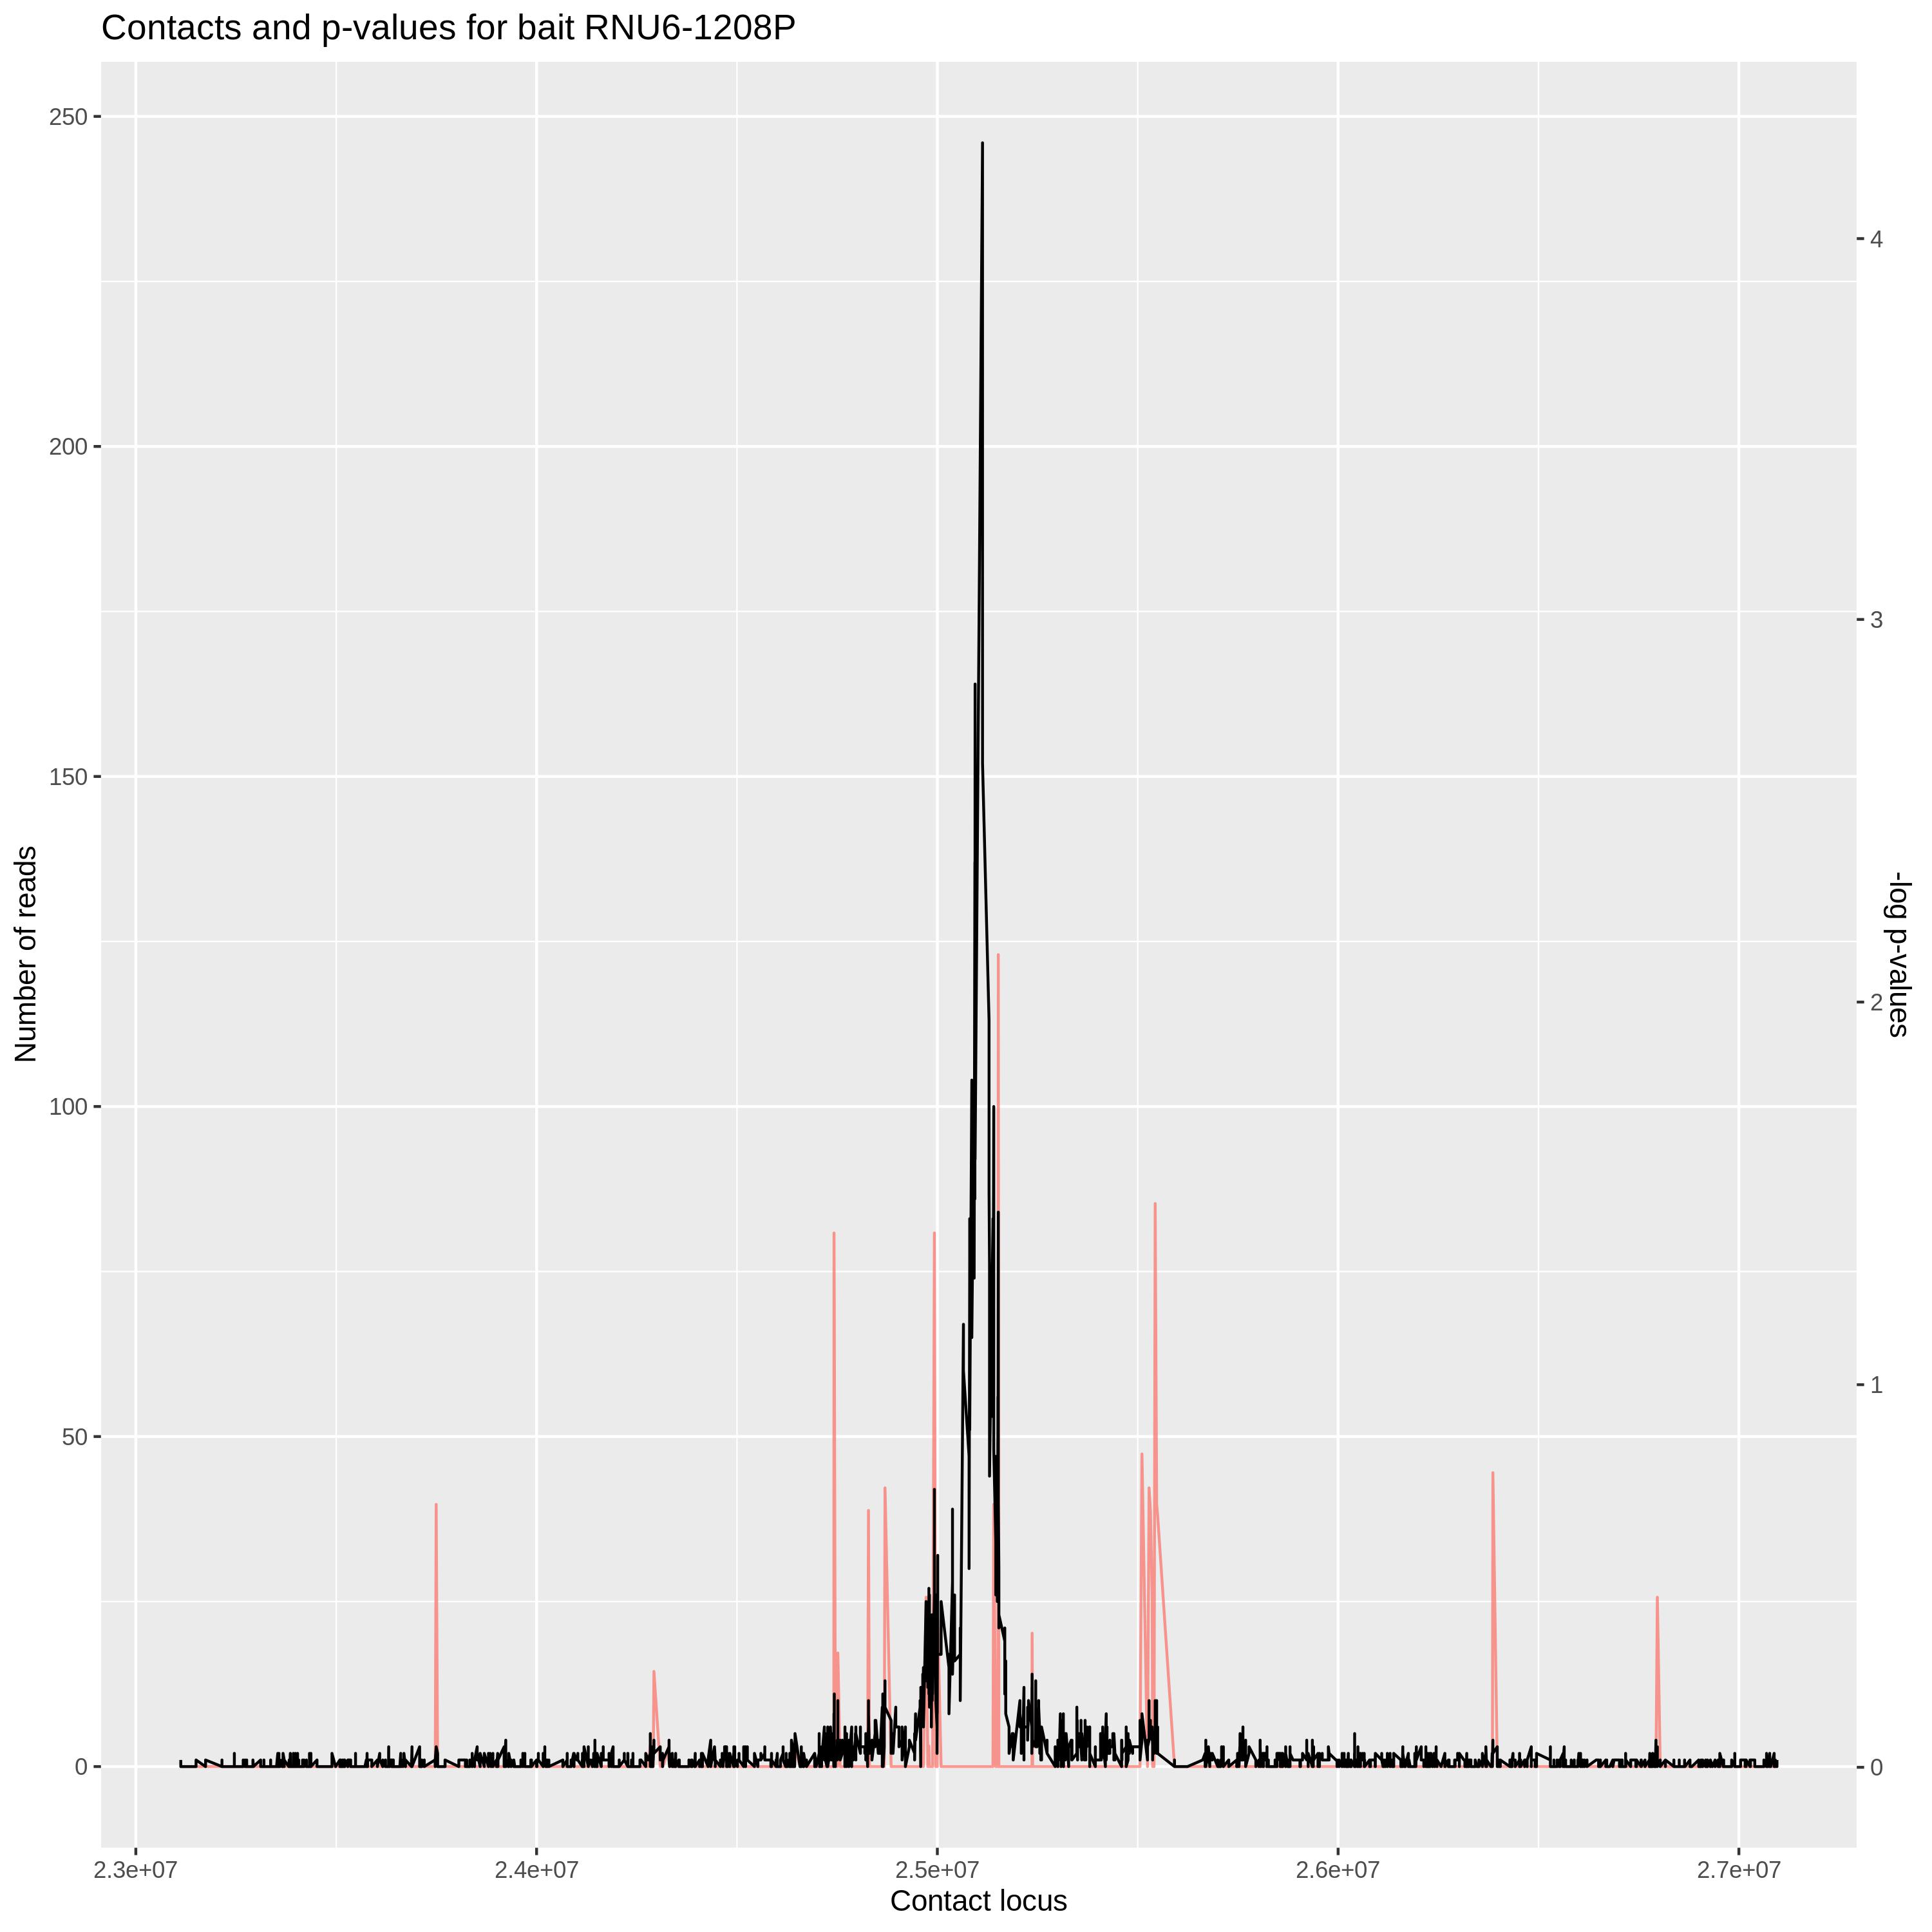 Contacts and p-values for bait RNU6-1208P
250
200
150
100
50
0
Number of reads
4
3
2
1
0
-log p-values
2.3e+07 2.4e+07 2.5e+07 2.6e+07 2.7e+07
Contact locus